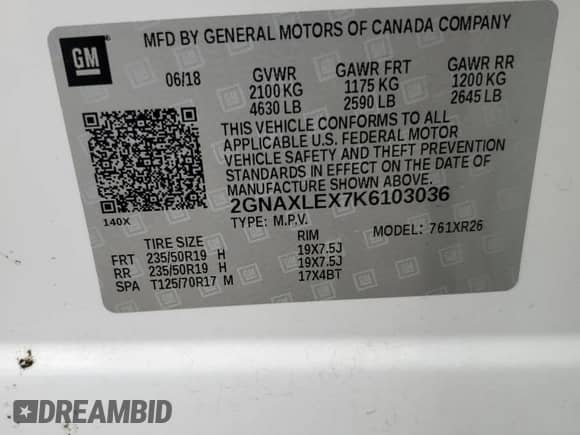 GM
MFD BY GENERAL MOTORS OF CANADA COMPANY
06/18
GVWR
2100 KG
4630 LB
GAWR FRT
1175 KG
2590 LB
GAWR RR
1200 KG
2645 LB
THIS VEHICLE CONFORMS TO ALL
APPLICABLE U.S. FEDERAL MOTOR
VEHICLE SAFETY AND THEFT PREVENTION
STANDARDS IN EFFECT ON THE DATE OF
MANUFACTURE SHOWN ABOVE.
140X
2GNAXLEX7K6103036
TYPE: M.P.V.
MODEL: 761XR26
TIRE SIZE RIM
FRT 235/50R19 H 19X7.5J
RR 235/50R19 H 19X7.5J
SPA T125/70R17 M 17X4BT
DREAMBID